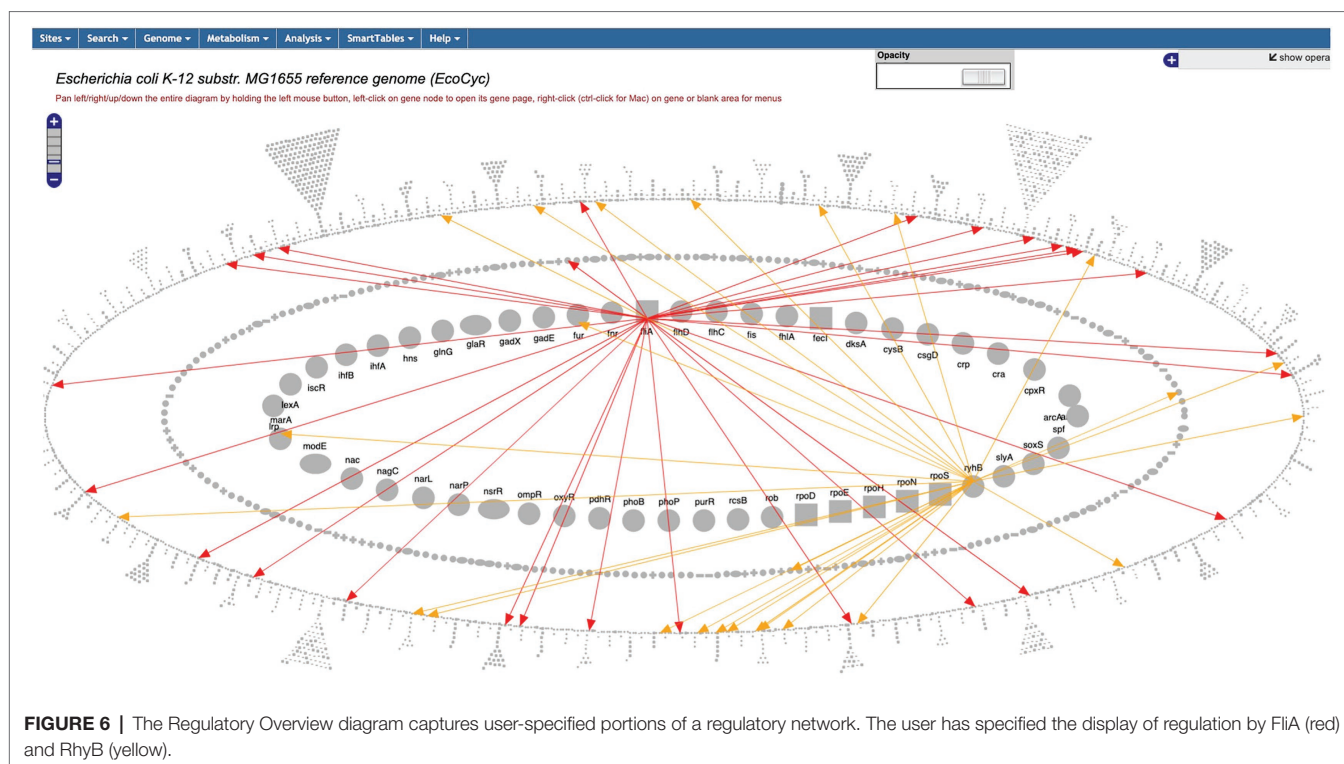 Sites ▾ Search ▾ Genome ▾ Metabolism ▾ Analysis ▾ SmartTables ▾ Help ▾
Opacity
show opera
Escherichia coli K-12 substr. MG1655 reference genome (EcoCyc)
Pan left/right/up/down the entire diagram by holding the left mouse button, left-click on gene node to open its gene page, right-click (ctrl-click for Mac) on gene or blank area for menus
+
−
+
fur fnr fliA flhD flhC fis fhlA fecI dksA cysB csgD crp cra cpxR
gadE gadX glaR glnG hns ihfA ihfB iscR lexA
marA
lrp
arcA
spf
soxS
slyA
ryhB
modE nac nagC narL narP nsrR ompR oxyR pdhR phoB phoP purR rcsB rob rpoD rpoE rpoH rpoN rpoS
FIGURE 6 | The Regulatory Overview diagram captures user-specified portions of a regulatory network. The user has specified the display of regulation by FliA (red)
and RhyB (yellow).